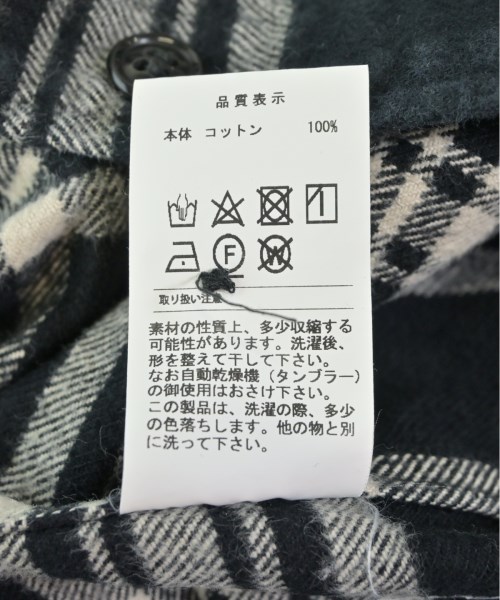 品質表示
本体 コットン 100%
F W
取り扱い注意
素材の性質上、多少収縮する
可能性があります。洗濯後、
形を整えて干して下さい。
なお自動乾燥機（タンブラー）
の御使用はおさけ下さい。
この製品は、洗濯の際、多少
の色落ちします。他の物と別
に洗って下さい。